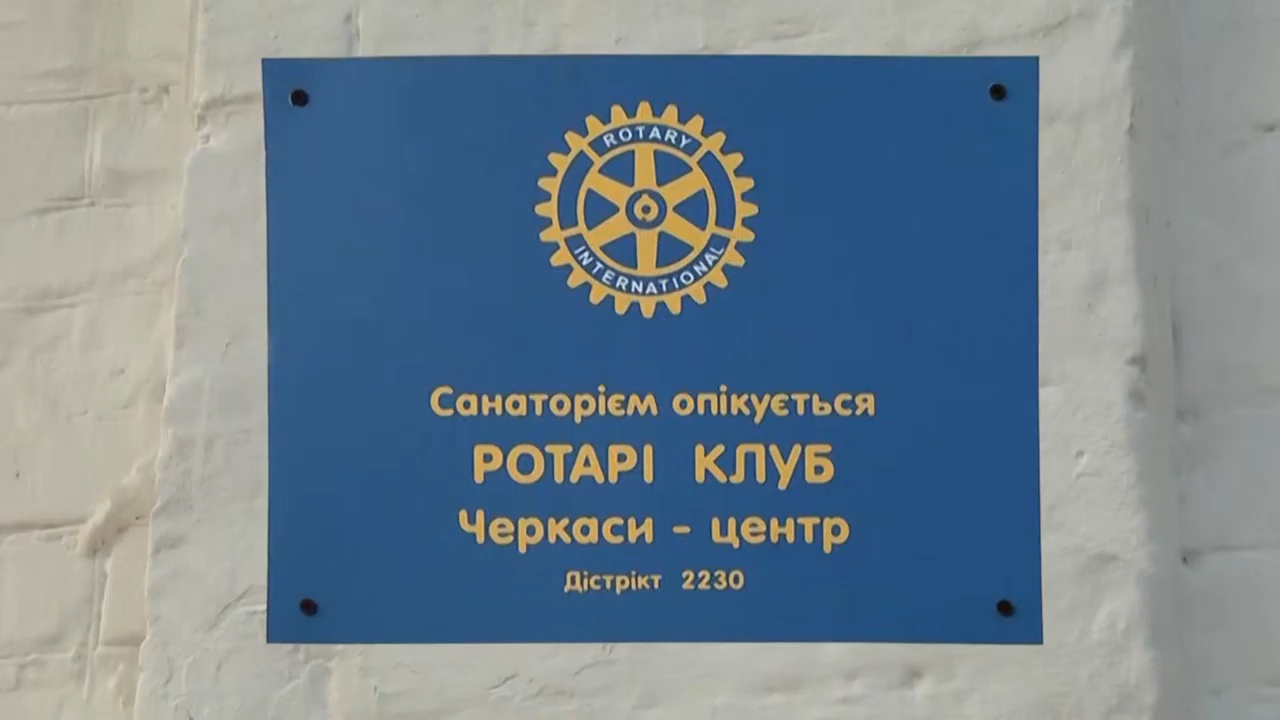 ROTARY
INTERNATIONAL
Санаторієм опікується
РОТАРІ КЛУБ
Черкаси - центр
Дістрікт 2230